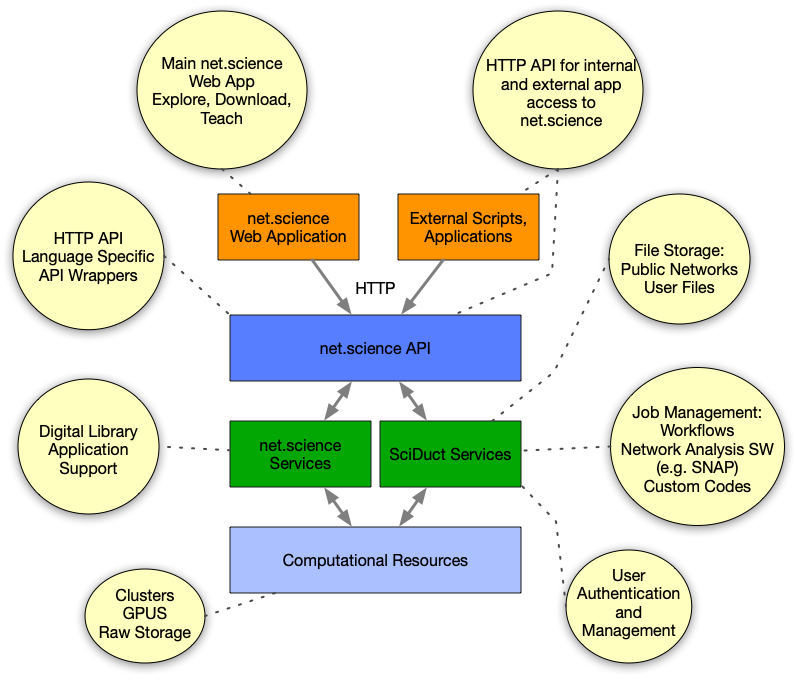 Main net.science
Web App
Explore, Download,
Teach
HTTP API for internal
and external app
access to
net.science
net.science
Web Application
External Scripts,
Applications
HTTP API
Language Specific
API Wrappers
File Storage:
Public Networks
User Files
HTTP
net.science API
Digital Library
Application
Support
net.science
Services
SciDuct Services
Job Management:
Workflows
Network Analysis SW
(e.g. SNAP)
Custom Codes
Computational Resources
Clusters
GPUS
Raw Storage
User
Authentication
and
Management